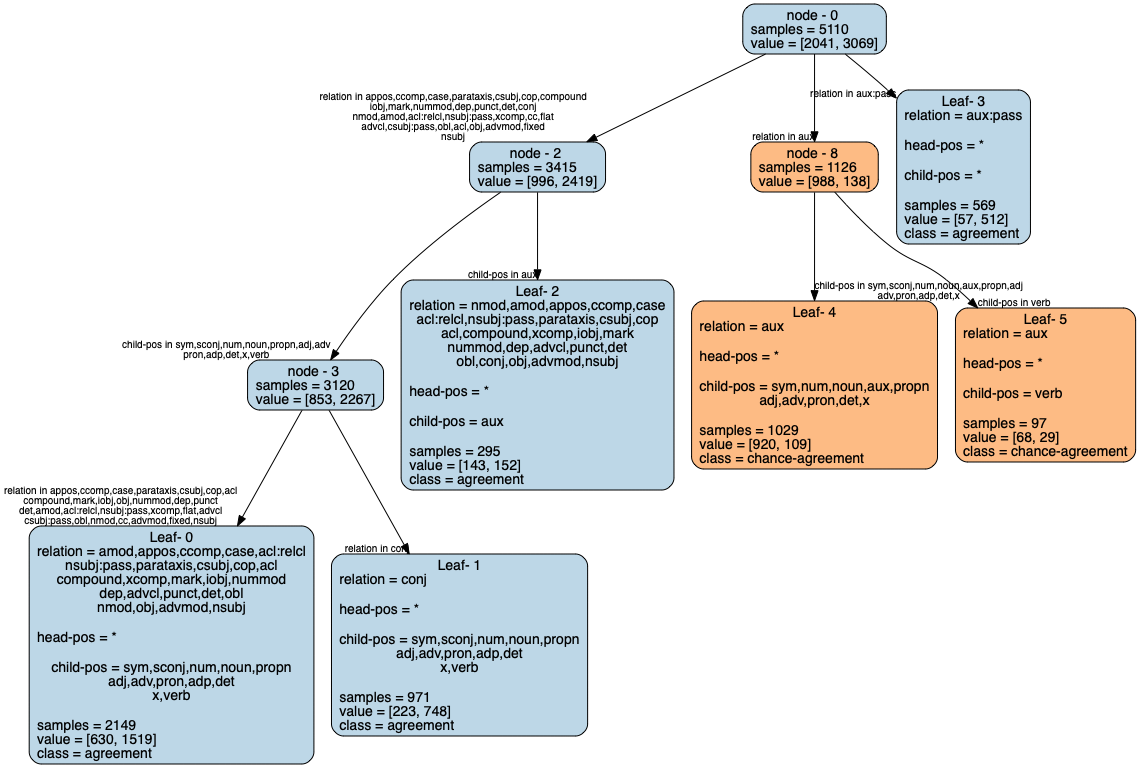 node - 0
samples = 5110
value = [2041, 3069]
relation in appos,ccomp,case,parataxis,csubj,cop,compound
iobj,mark,nummod,dep,punct,det,conj
nmod,amod,acl:relcl,nsubj:pass,xcomp,cc,flat
advcl,csubj:pass,obl,acl,obj,advmod,fixed
nsubj
relation in aux
relation in aux:pass
node - 2
samples = 3415
value = [996, 2419]
node - 8
samples = 1126
value = [988, 138]
Leaf- 3
relation = aux:pass
head-pos = *
child-pos = *
samples = 569
value = [57, 512]
class = agreement
child-pos in sym,sconj,num,noun,propn,adj,adv
pron,adp,det,x,verb
child-pos in aux
child-pos in sym,sconj,num,noun,aux,propn,adj
adv,pron,adp,det,x
child-pos in verb
node - 3
samples = 3120
value = [853, 2267]
Leaf- 2
relation = nmod,amod,appos,ccomp,case
acl:relcl,nsubj:pass,parataxis,csubj,cop
acl,compound,xcomp,iobj,mark
nummod,dep,advcl,punct,det
obl,conj,obj,advmod,nsubj
head-pos = *
child-pos = aux
samples = 295
value = [143, 152]
class = agreement
Leaf- 4
relation = aux
head-pos = *
child-pos = sym,num,noun,aux,propn
adj,adv,pron,det,x
samples = 1029
value = [920, 109]
class = chance-agreement
Leaf- 5
relation = aux
head-pos = *
child-pos = verb
samples = 97
value = [68, 29]
class = chance-agreement
relation in appos,ccomp,case,parataxis,csubj,cop,acl
compound,mark,iobj,obj,nummod,dep,punct
det,amod,acl:relcl,nsubj:pass,xcomp,flat,advcl
csubj:pass,obl,nmod,cc,advmod,fixed,nsubj
relation in conj
Leaf- 0
relation = amod,appos,ccomp,case,acl:relcl
nsubj:pass,parataxis,csubj,cop,acl
compound,xcomp,mark,iobj,nummod
dep,advcl,punct,det,obl
nmod,obj,advmod,nsubj
head-pos = *
child-pos = sym,sconj,num,noun,propn
adj,adv,pron,adp,det
x,verb
samples = 2149
value = [630, 1519]
class = agreement
Leaf- 1
relation = conj
head-pos = *
child-pos = sym,sconj,num,noun,propn
adj,adv,pron,adp,det
x,verb
samples = 971
value = [223, 748]
class = agreement